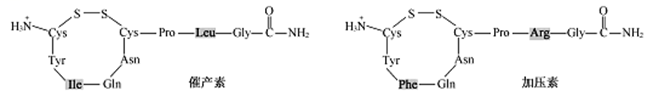 H₃N⁺ Cys S S Cys Pro Leu Gly C O NH₂
Tyr Ile Gln Asn
催产素
H₃N⁺ Cys S S Cys Pro Arg Gly C O NH₂
Tyr Phe Gln Asn
加压素